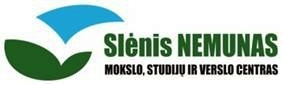 Slėnis NEMUNAS
MOKSLO, STUDIJŲ IR VERSLO CENTRAS